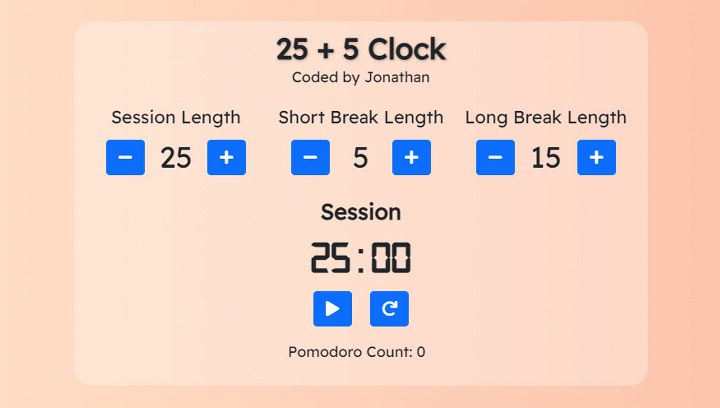 25 + 5 Clock
Coded by Jonathan
Session Length Short Break Length Long Break Length
− 25 + − 5 + − 15 +
Session
25:00
Pomodoro Count: 0